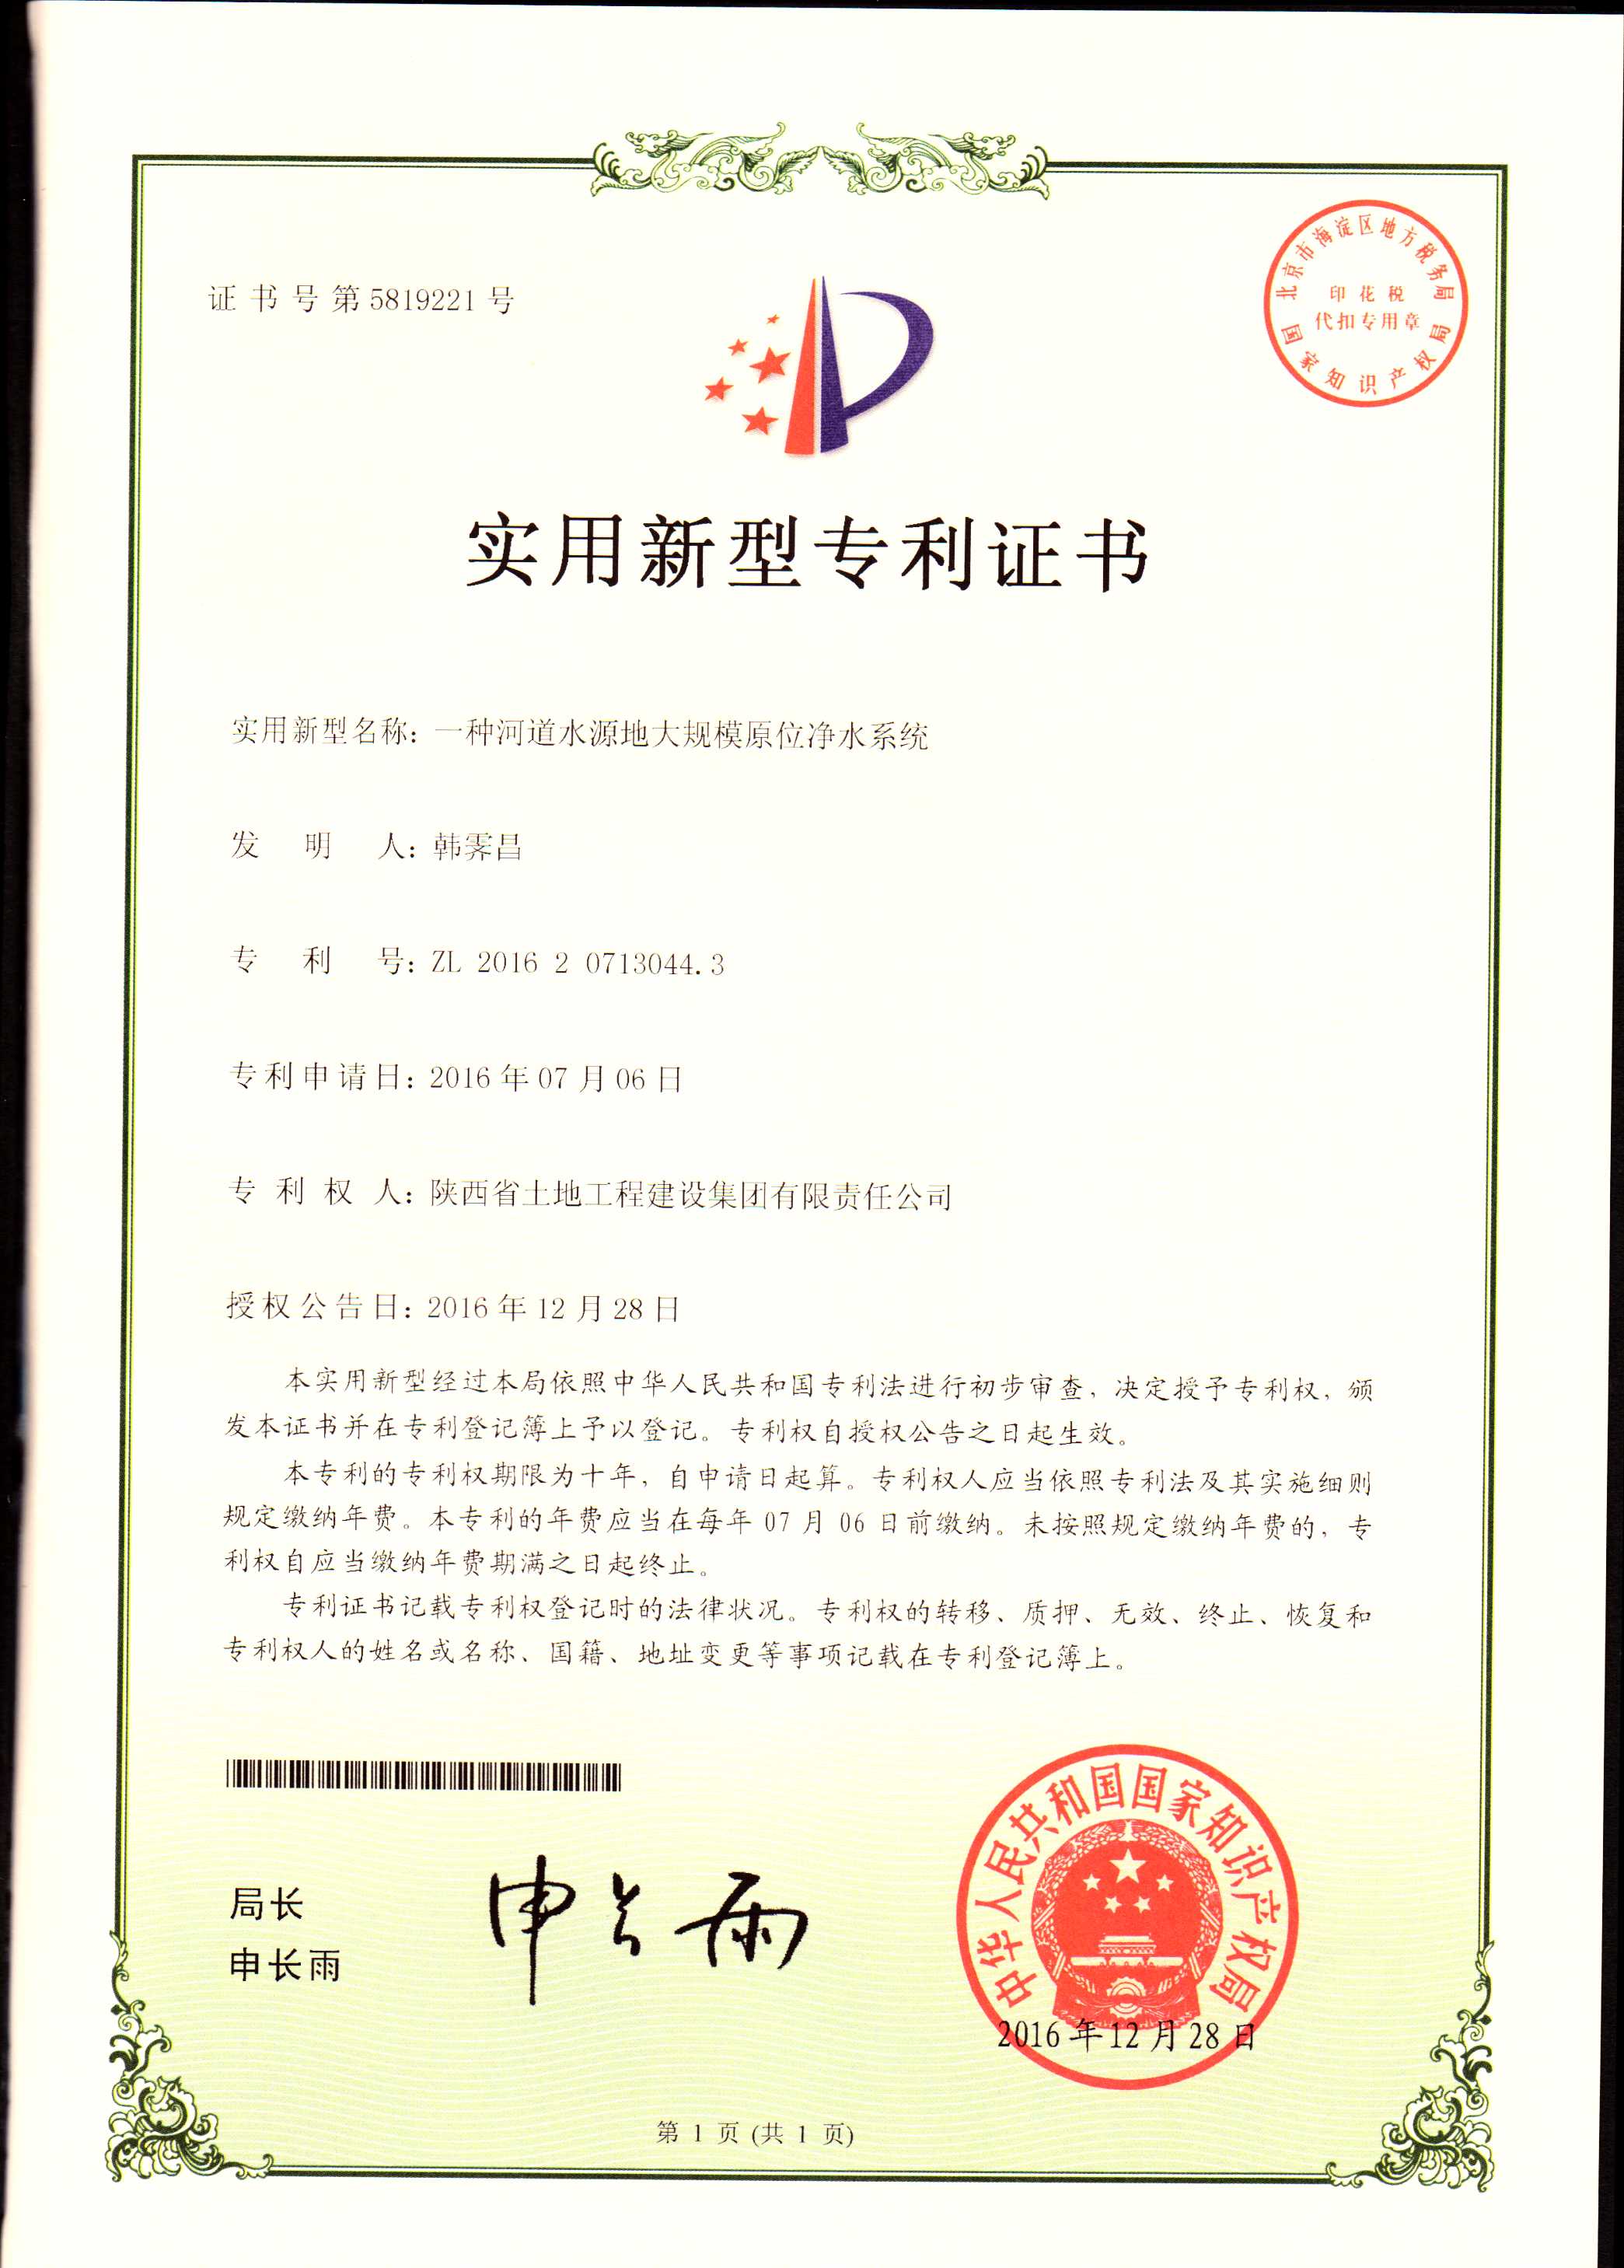 证书号第5819221号
北京市海淀区地方税务局
印花税
代扣专用章
国家知识产权局
实用新型专利证书
实用新型名称：一种河道水源地大规模原位净水系统
发明人：韩霁昌
专利号：ZL 2016 2 0713044.3
专利申请日：2016年07月06日
专利权人：陕西省土地工程建设集团有限责任公司
授权公告日：2016年12月28日
本实用新型经过本局依照中华人民共和国专利法进行初步审查，决定授予专利权，颁
发本证书并在专利登记簿上予以登记。专利权自授权公告之日起生效。
本专利的专利权期限为十年，自申请日起算。专利权人应当依照专利法及其实施细则
规定缴纳年费。本专利的年费应当在每年07月06日前缴纳。未按照规定缴纳年费的，专
利权自应当缴纳年费期满之日起终止。
专利证书记载专利权登记时的法律状况。专利权的转移、质押、无效、终止、恢复和
专利权人的姓名或名称、国籍、地址变更等事项记载在专利登记簿上。
局长
申长雨
申长雨
中华人民共和国国家知识产权局
2016年12月28日
第1页(共1页)